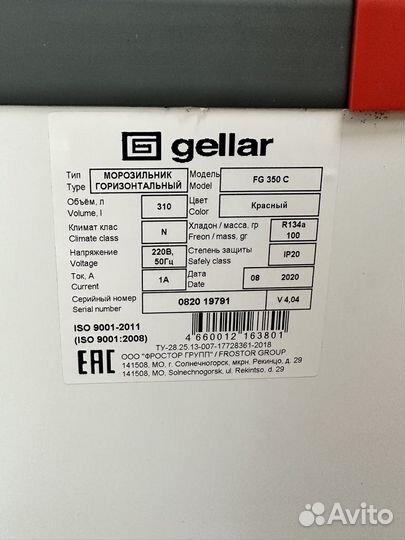 gellar
Тип
Type
МОРОЗИЛЬНИК
ГОРИЗОНТАЛЬНЫЙ
Модель
Model
FG 350 C
Объём, л
Volume, l
310
Цвет
Color
Красный
Климат клас
Climate class
N
Хладон / масса, гр
Freon / mass, gr
R134a
100
Напряжение
Voltage
220В,
50Гц
Степень защиты
Safely class
IP20
Ток, А
Current
1А
Дата
Date
08
2020
Серийный номер
Serial number
0820 19791
V 4,04
ISO 9001-2011
(ISO 9001:2008)
4 660012 163801
ТУ-28.25.13-007-17728361-2018
EAC
ООО "ФРОСТОР ГРУПП" / FROSTOR GROUP
141508, МО, г. Солнечногорск, мкрн. Рекинцо, д. 29
141508, MO, Solnechnogorsk, ul. Rekintso, d. 29
Avito